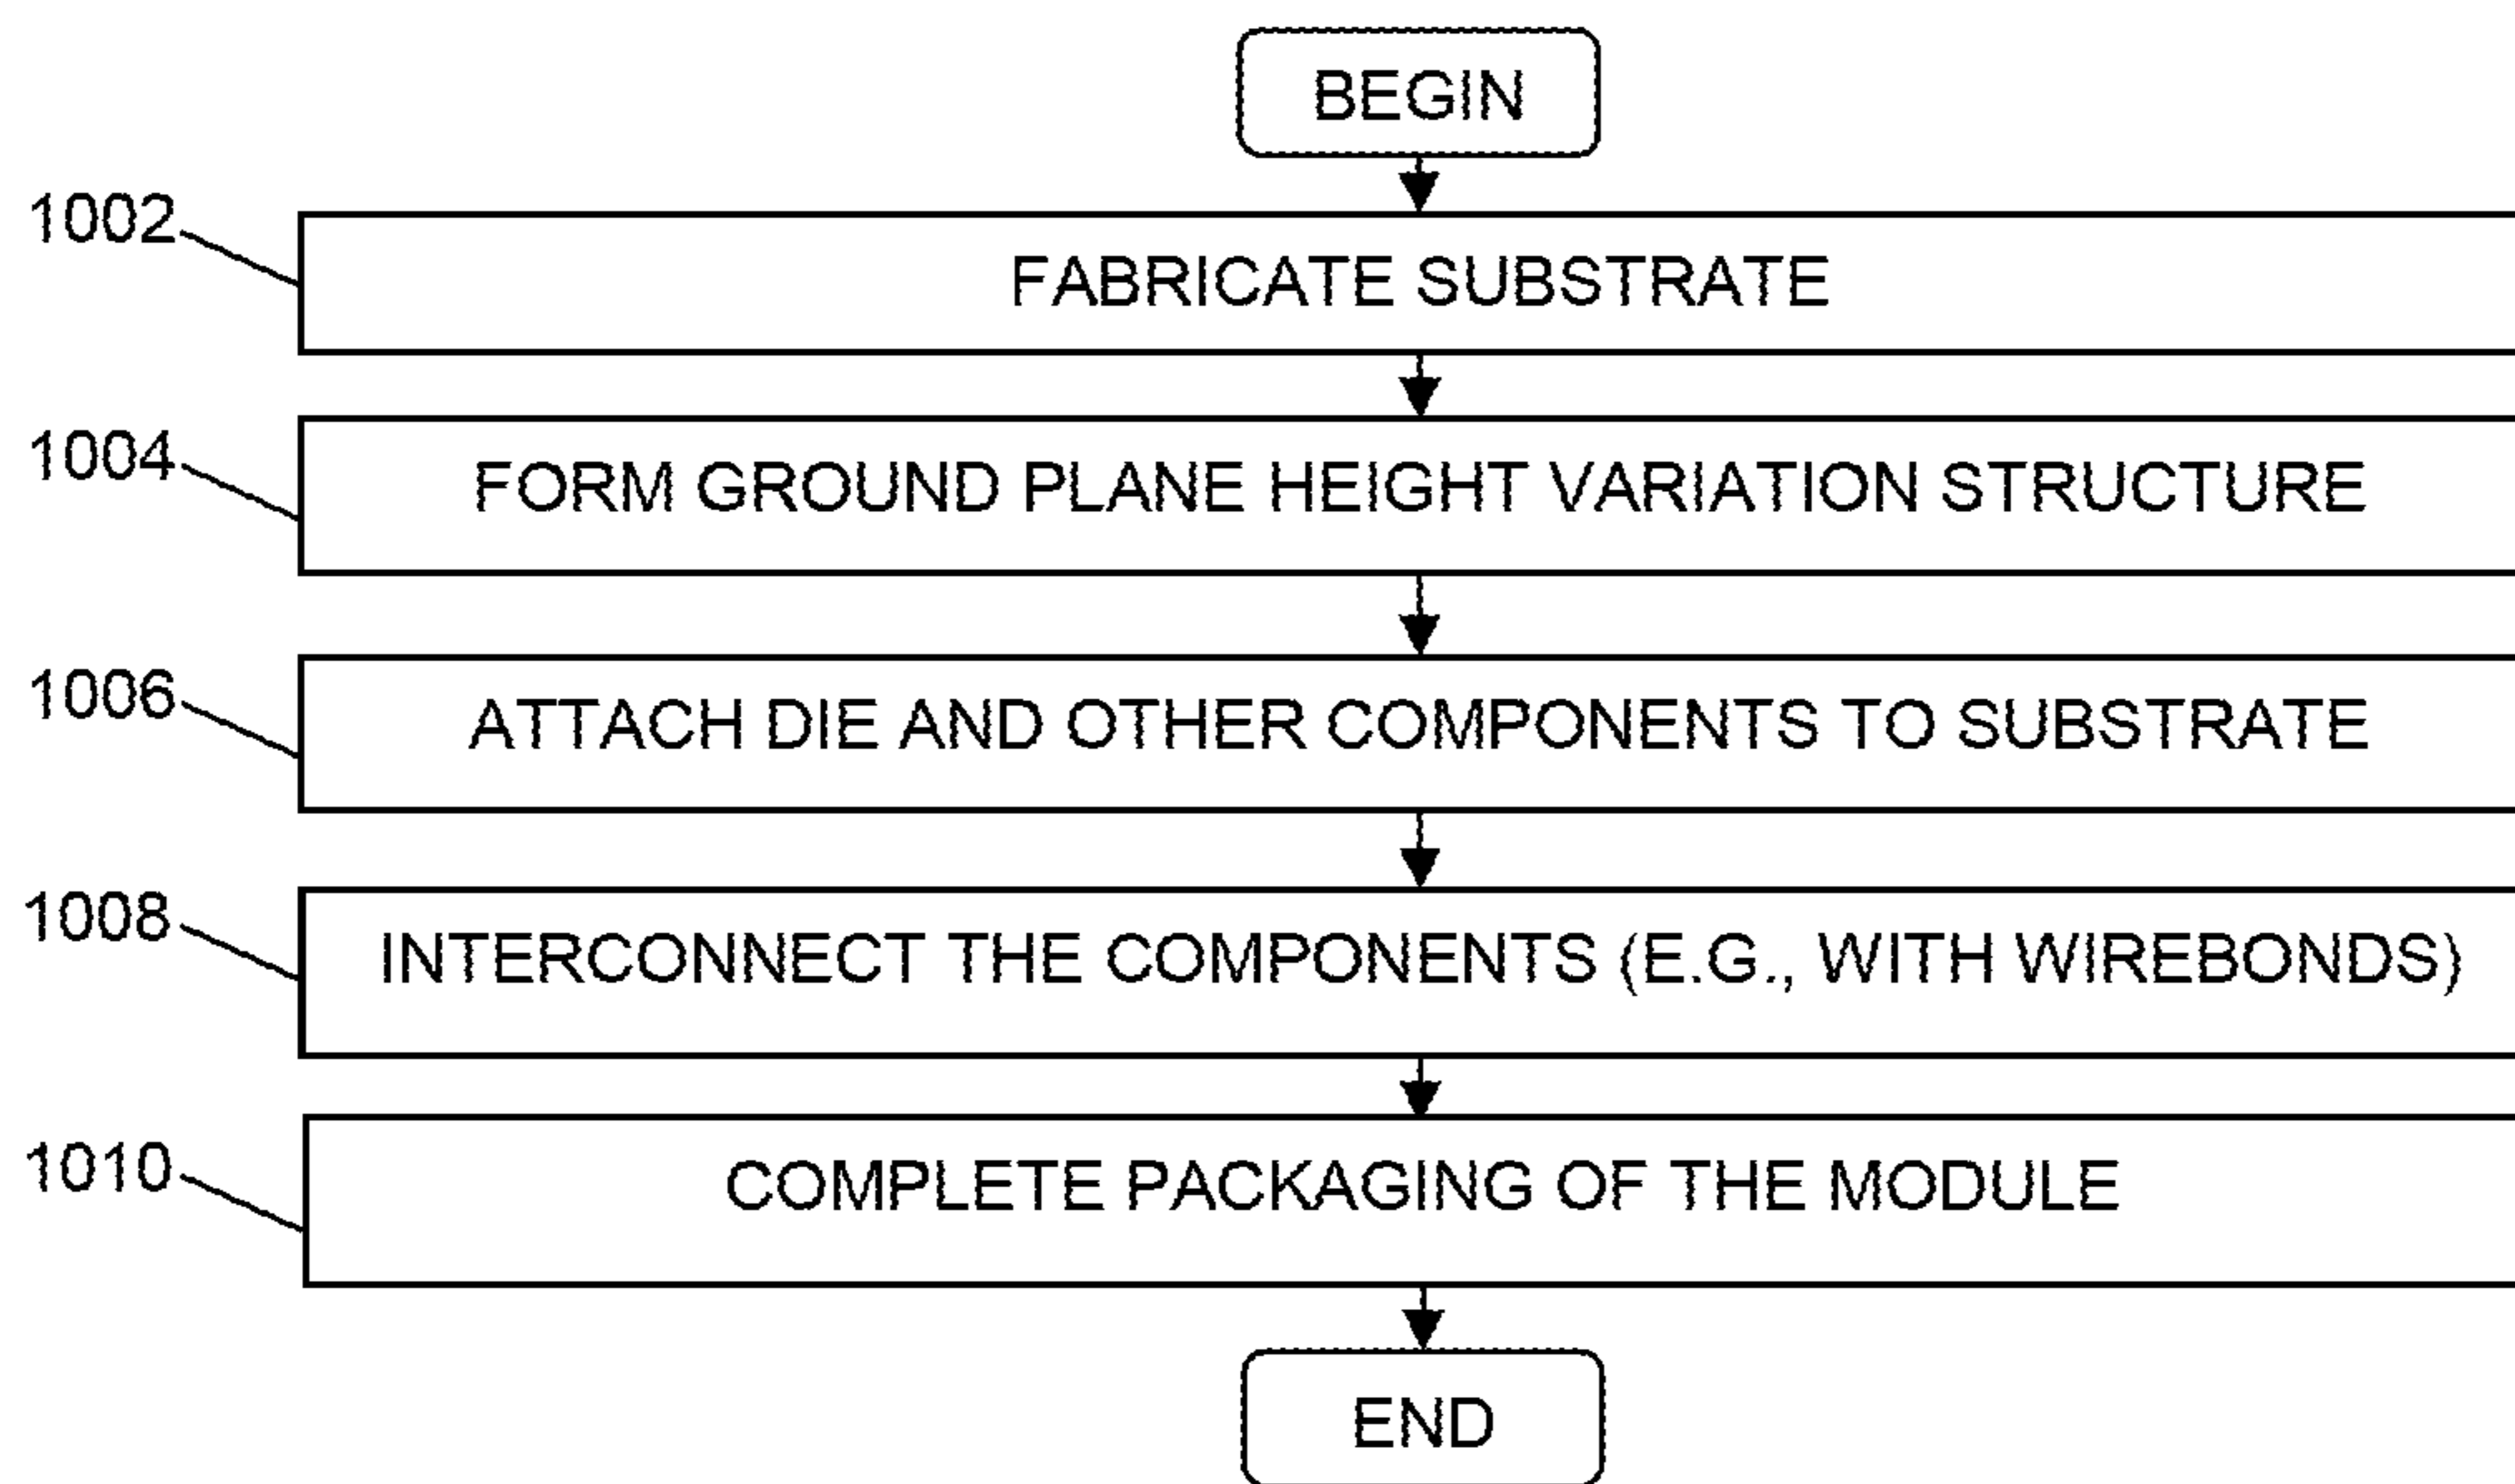 BEGIN
1002
FABRICATE SUBSTRATE
1004
FORM GROUND PLANE HEIGHT VARIATION STRUCTURE
1006
ATTACH DIE AND OTHER COMPONENTS TO SUBSTRATE
1008
INTERCONNECT THE COMPONENTS (E.G., WITH WIREBONDS)
1010
COMPLETE PACKAGING OF THE MODULE
END